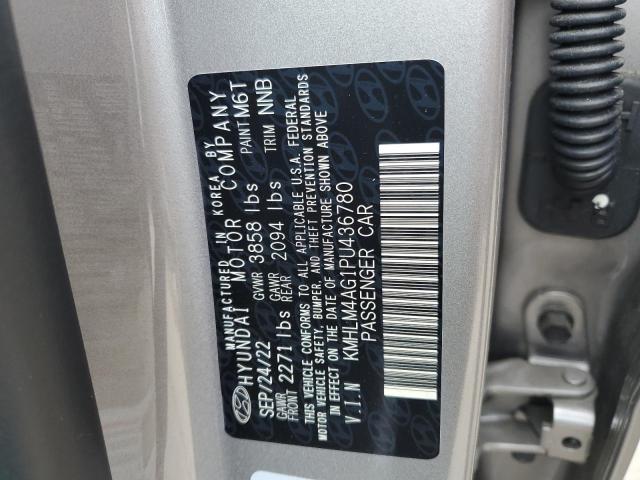 MANUFACTURED IN KOREA BY
HYUNDAI MOTOR COMPANY
SEP/24/22 GVWR 3858 lbs PAINT M6T
GAWR FRONT 2271 lbs GAWR REAR 2094 lbs TRIM NNB
THIS VEHICLE CONFORMS TO ALL APPLICABLE U.S.A. FEDERAL
MOTOR VEHICLE SAFETY, BUMPER, AND THEFT PREVENTION STANDARDS
IN EFFECT ON THE DATE OF MANUFACTURE SHOWN ABOVE
V.I.N KMHLM4AG1PU436780
PASSENGER CAR